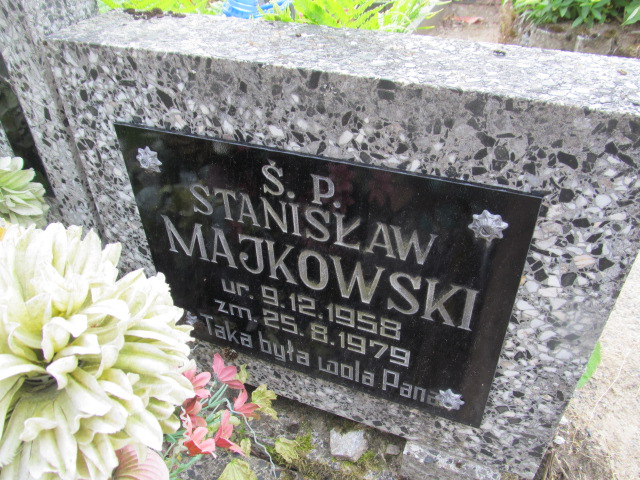 Ś. P.
STANISŁAW
MAJKOWSKI
ur. 9.12.1958
zm. 25.8.1979
Taka była wola Pana